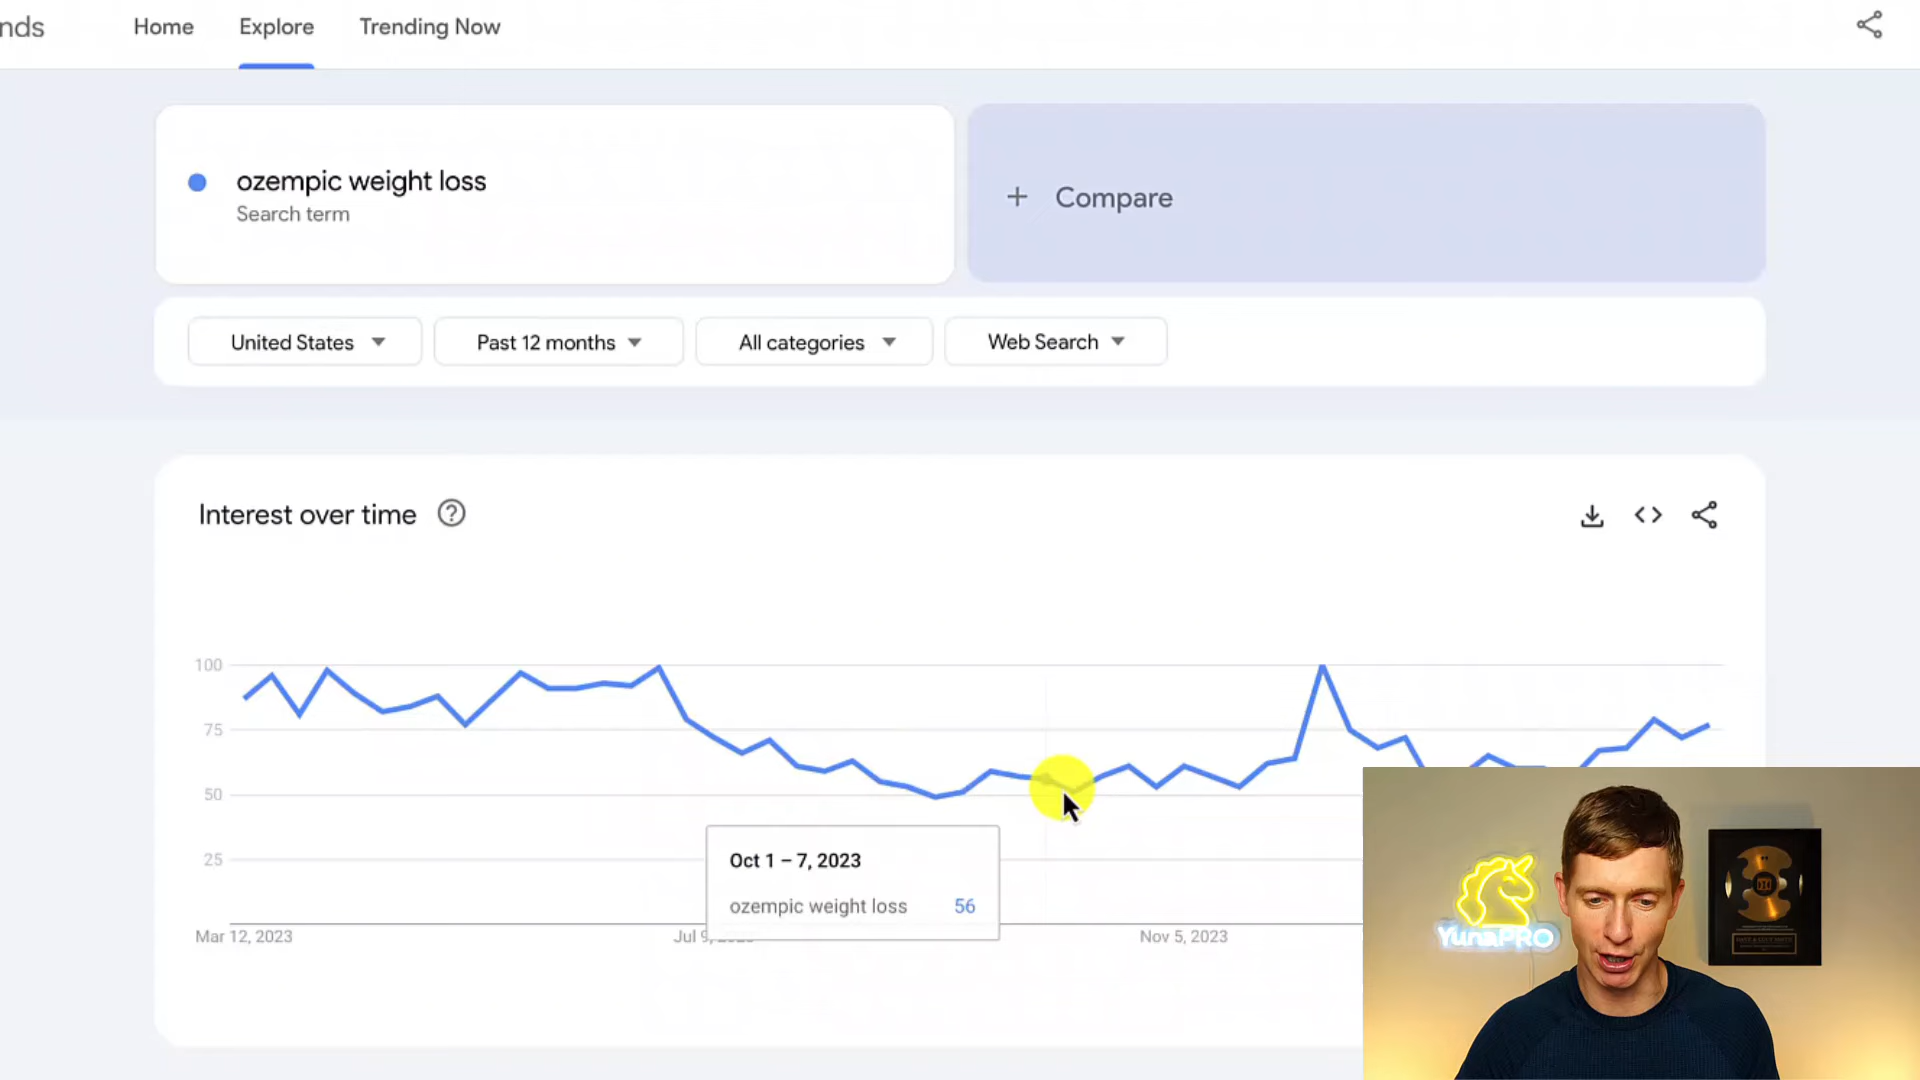 nds
Home Explore Trending Now
ozempic weight loss
Search term
+ Compare
United States
Past 12 months
All categories
Web Search
Interest over time
100
75
50
25
Oct 1 – 7, 2023
ozempic weight loss 56
Mar 12, 2023
Jul 9,
Nov 5, 2023
YunaPRO